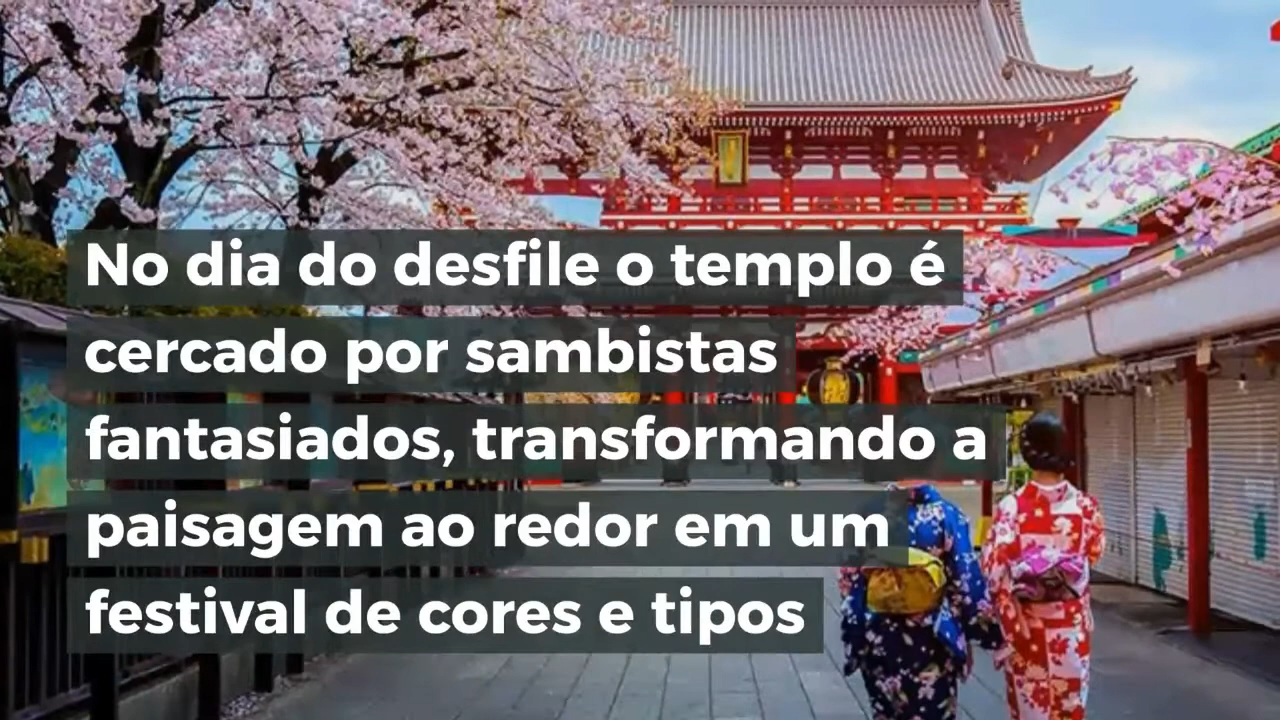 No dia do desfile o templo é
cercado por sambistas
fantasiados, transformando a
paisagem ao redor em um
festival de cores e tipos